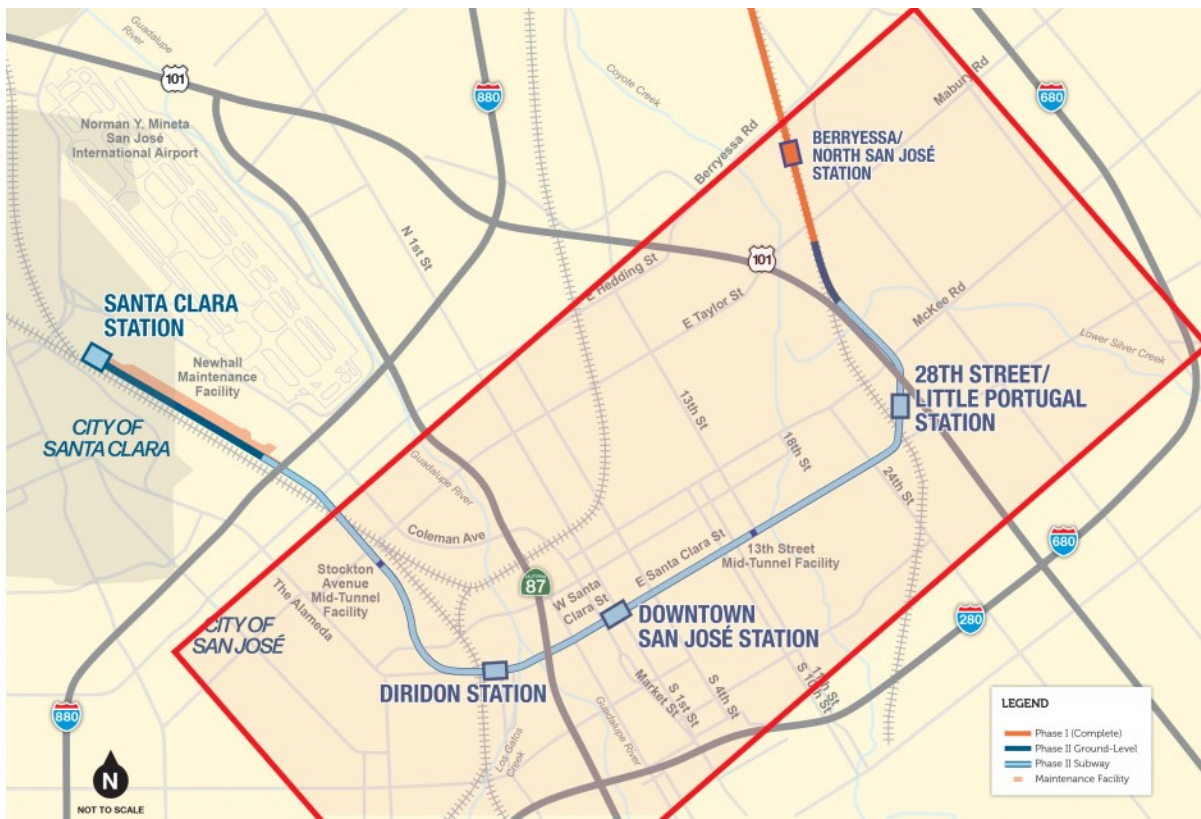 Guadalupe
River
101
880
Coyote Creek
Mabury Rd
680
Norman Y. Mineta
San José
International Airport
Berryessa Rd
BERRYESSA/
NORTH SAN JOSÉ
STATION
N 1st St
101
E Hedding St
E Taylor St
McKee Rd
Lower Silver Creek
SANTA CLARA
STATION
Newhall
Maintenance
Facility
CITY OF
SANTA CLARA
28TH STREET/
LITTLE PORTUGAL
STATION
13th St
18th St
24th St
Guadalupe River
Coleman Ave
Stockton
Avenue
Mid-Tunnel
Facility
The Alameda
CALIFORNIA
87
W Santa
Clara St
E Santa Clara St
13th Street
Mid-Tunnel Facility
680
CITY OF
SAN JOSÉ
DOWNTOWN
SAN JOSÉ STATION
280
DIRIDON STATION
Market St
S 1st St
S 4th St
S 10th St
11th St
880
Los Gatos
Creek
Guadalupe River
N
NOT TO SCALE
LEGEND
Phase I (Complete)
Phase II Ground-Level
Phase II Subway
Maintenance Facility